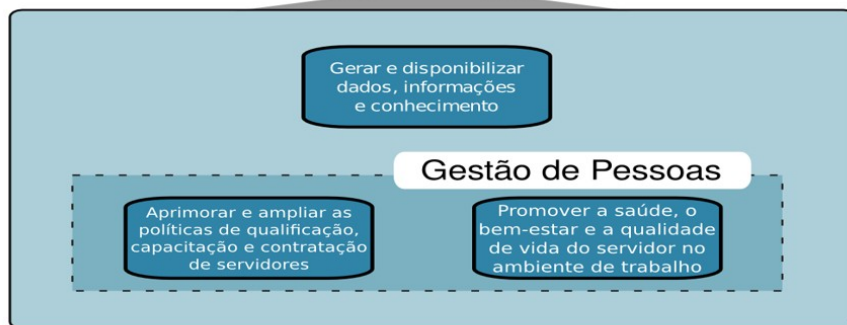 Gerar e disponibilizar
dados, informações
e conhecimento
Gestão de Pessoas
Aprimorar e ampliar as
políticas de qualificação,
capacitação e contratação
de servidores
Promover a saúde, o
bem-estar e a qualidade
de vida do servidor no
ambiente de trabalho